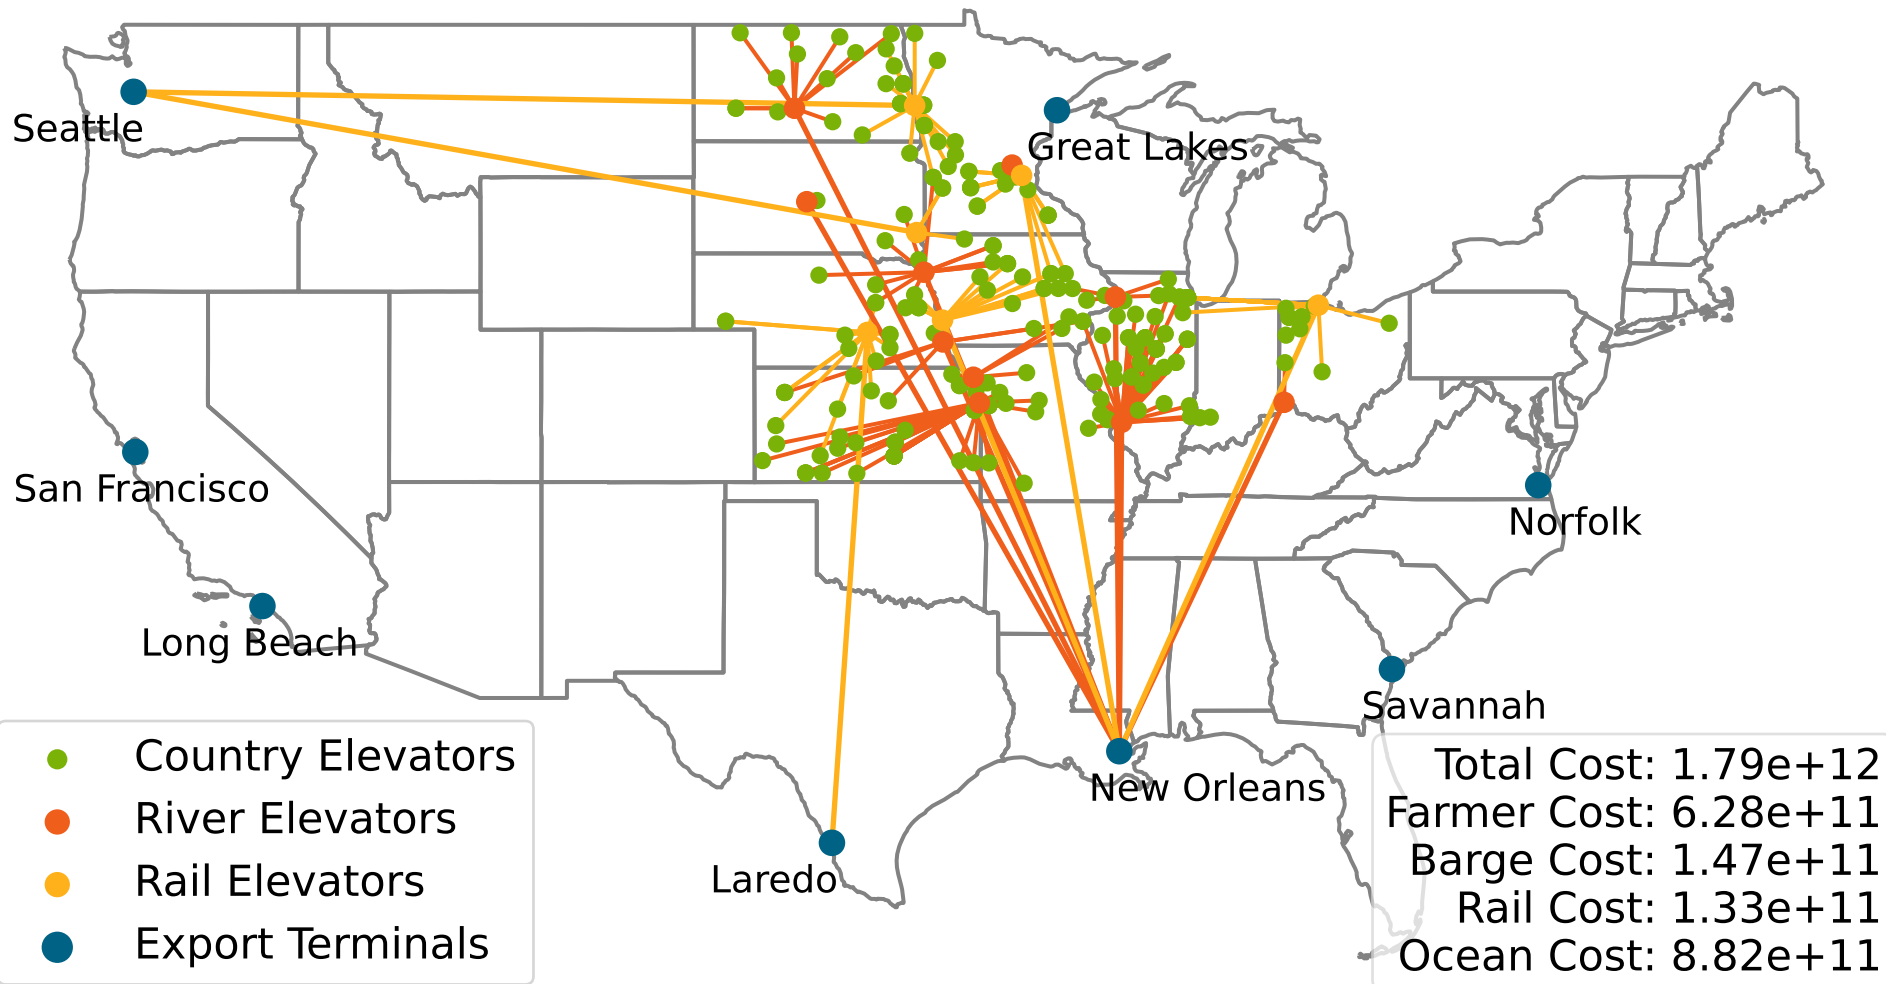 Seattle
Great Lakes
San Francisco
Norfolk
Long Beach
Savannah
New Orleans
Laredo
Country Elevators
River Elevators
Rail Elevators
Export Terminals
Total Cost: 1.79e+12
Farmer Cost: 6.28e+11
Barge Cost: 1.47e+11
Rail Cost: 1.33e+11
Ocean Cost: 8.82e+11